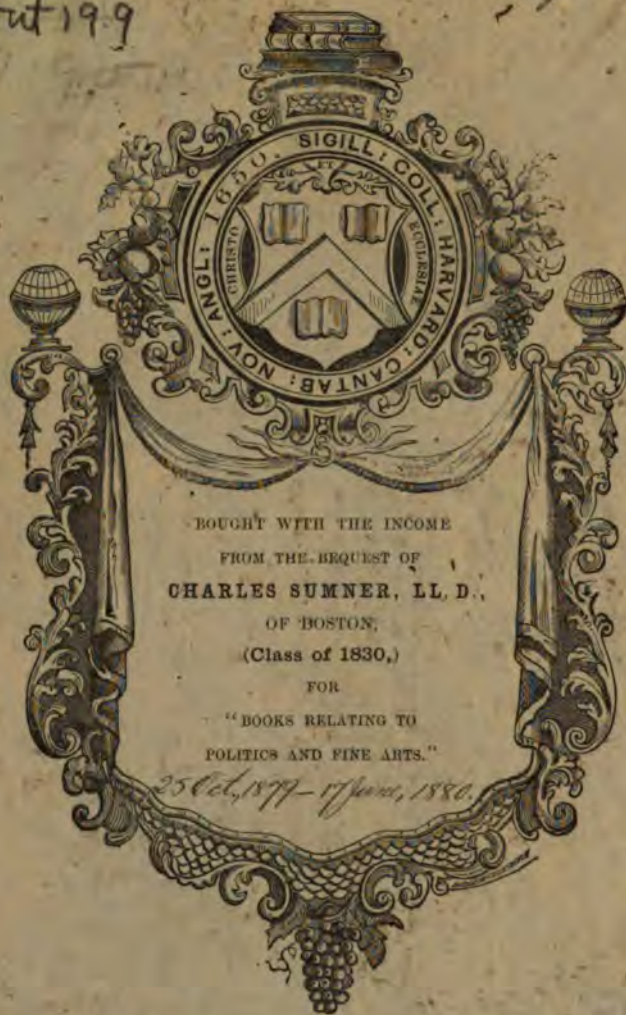 19.9
SIGILL: COLL: HARVARD: CANTAB: NOV: ANGL: 1650.
CHRISTO
ET
ECCLESIAE
BOUGHT WITH THE INCOME
FROM THE BEQUEST OF
CHARLES SUMNER, LL.D.,
OF BOSTON,
(Class of 1830,)
FOR
"BOOKS RELATING TO
POLITICS AND FINE ARTS."
25 Oct, 1879 – 17 June, 1880.